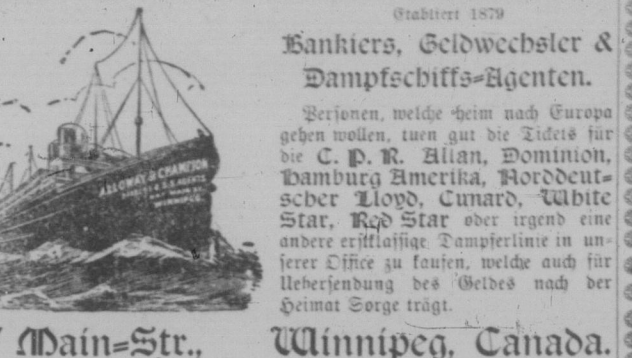 Etabliert 1879
Bankiers, Geldwechsler &
Dampfschiffs-Agenten.
Personen, welche heim nach Europa
gehen wollen, tuen gut die Tickets für
die C. P. R. Allan, Dominion,
Hamburg Amerika, Norddeut-
scher Lloyd, Cunard, White
Star, Red Star oder irgend eine
andere erstklassige Dampferlinie in un-
serer Office zu kaufen, welche auch für
Uebersendung des Geldes nach der
Heimat Sorge trägt.
ALLOWAY & CHAMPION
WINNIPEG
Main-Str., Winnipeg, Canada.